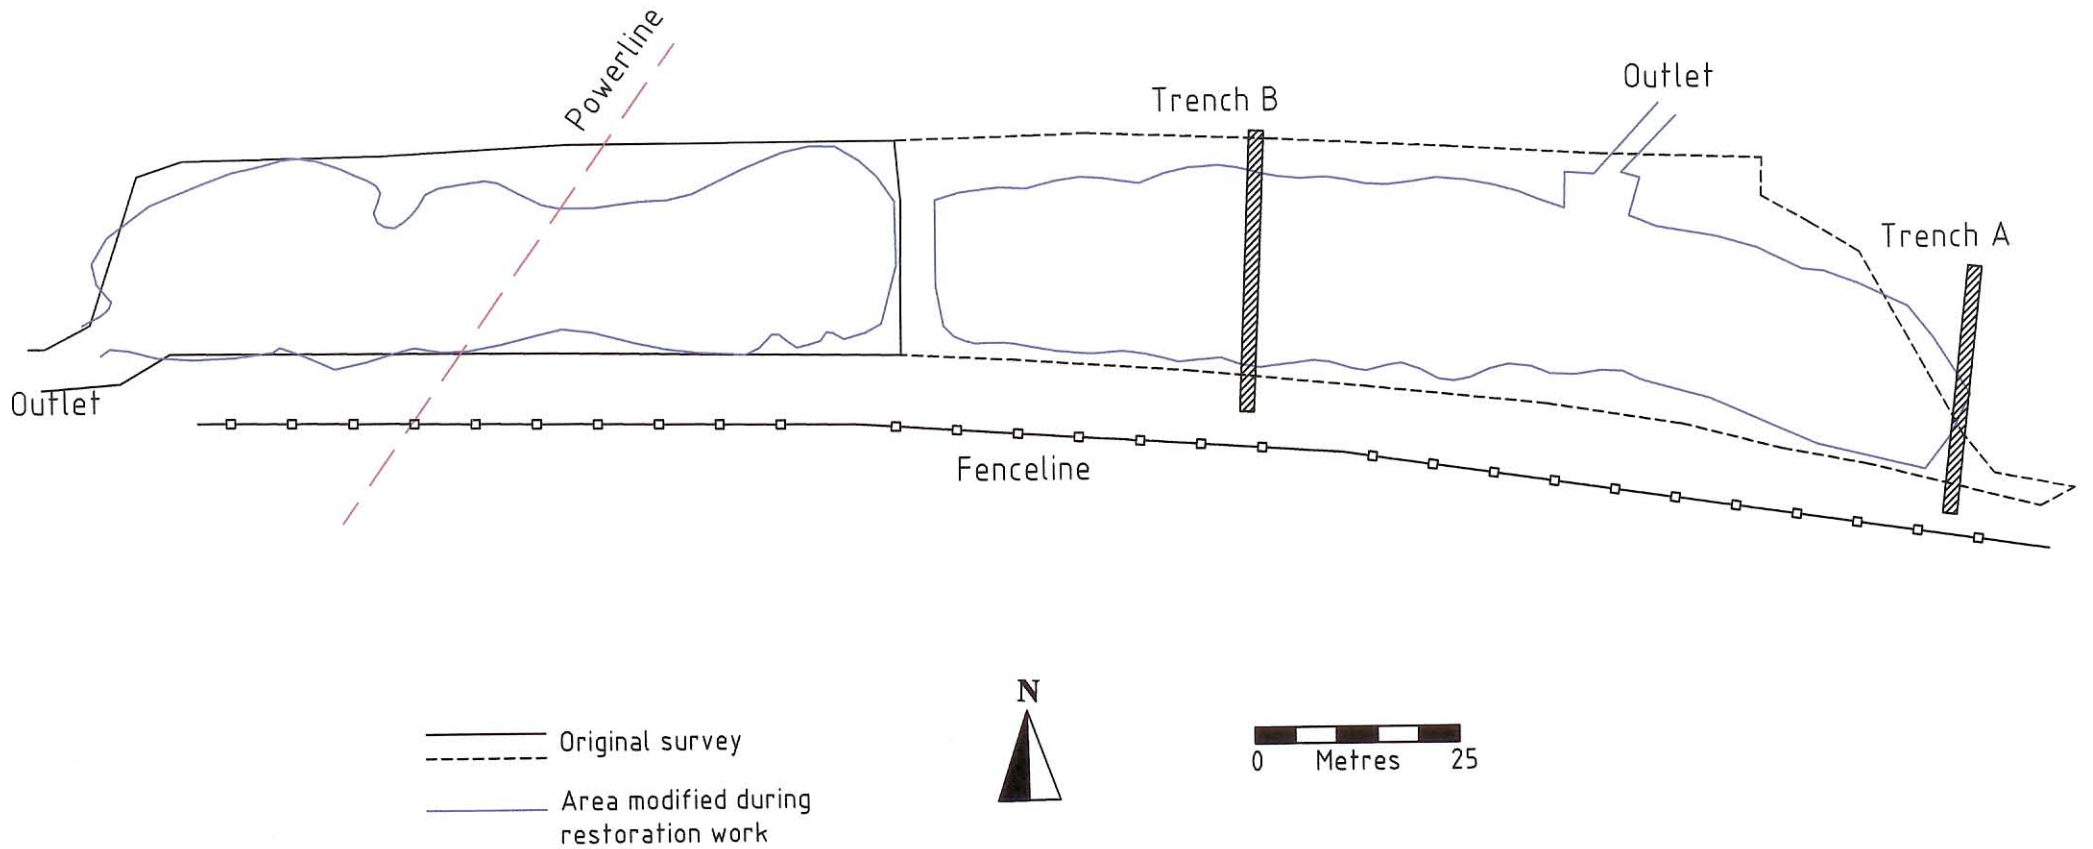 Powerline
Trench B
Outlet
Trench A
Outlet
Fenceline
N
Original survey
Area modified during
restoration work
0 Metres 25